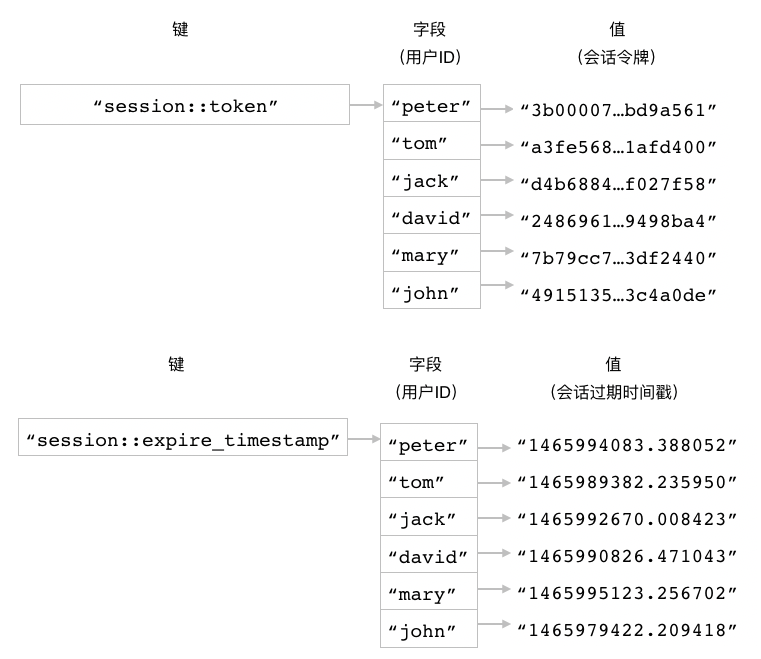 键 字段 值
（用户ID） （会话令牌）
“session::token” “peter” “3b00007…bd9a561”
“tom” “a3fe568…1afd400”
“jack” “d4b6884…f027f58”
“david” “2486961…9498ba4”
“mary” “7b79cc7…3df2440”
“john” “4915135…3c4a0de”
键 字段 值
（用户ID） （会话过期时间戳）
“session::expire_timestamp” “peter” “1465994083.388052”
“tom” “1465989382.235950”
“jack” “1465992670.008423”
“david” “1465990826.471043”
“mary” “1465995123.256702”
“john” “1465979422.209418”